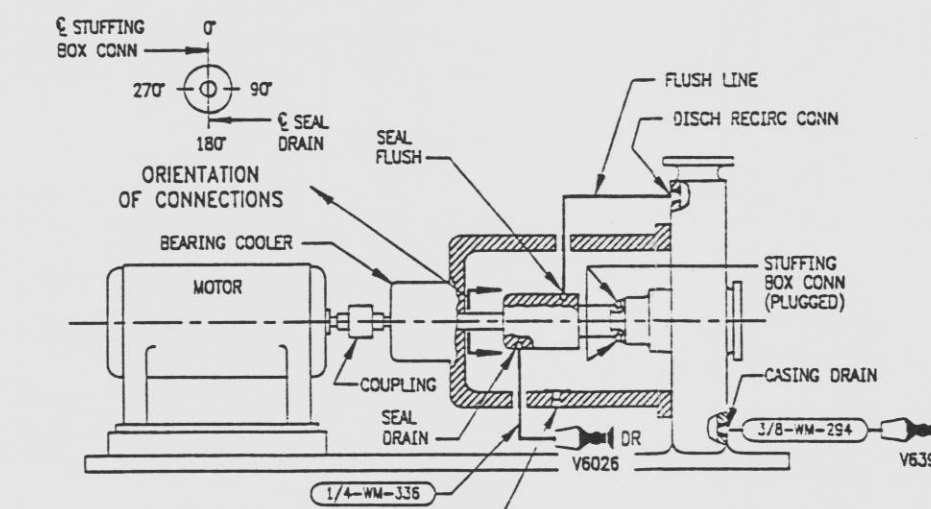 ℄ STUFFING
BOX CONN
0°
270°
90°
℄ SEAL
DRAIN
180°
ORIENTATION
OF CONNECTIONS
SEAL
FLUSH
FLUSH LINE
DISCH RECIRC CONN
BEARING COOLER
MOTOR
STUFFING
BOX CONN
(PLUGGED)
COUPLING
CASING DRAIN
SEAL
DRAIN
DR
V6026
3/8-WM-294
1/4-WM-336